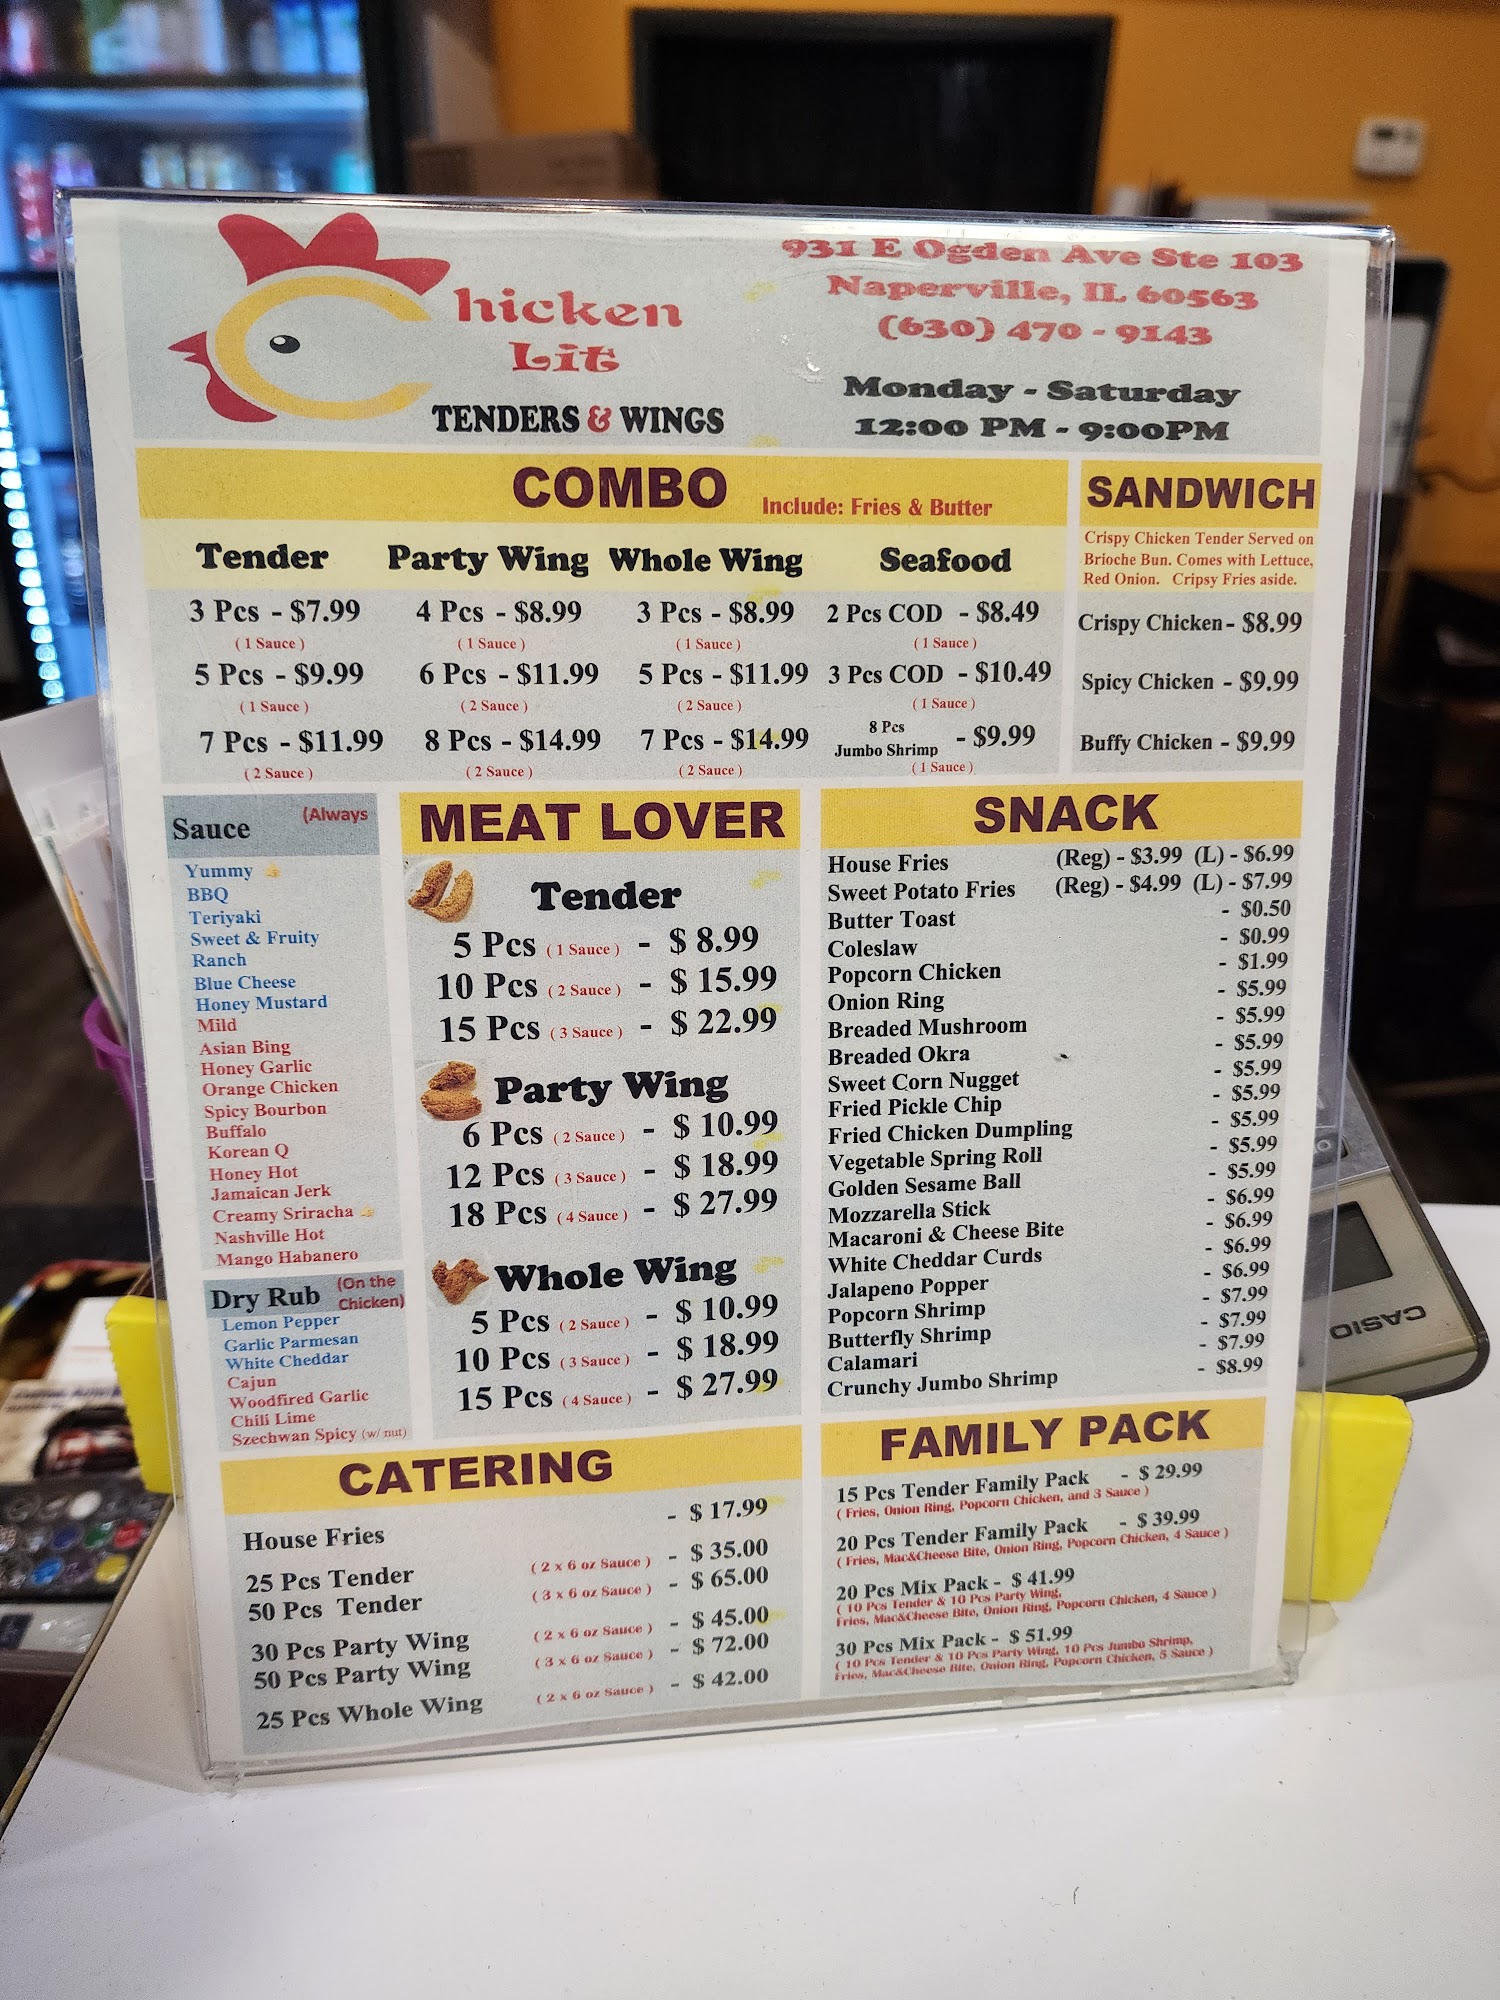 Chicken
Lit
TENDERS & WINGS
931 E Ogden Ave Ste 103
Naperville, IL 60563
(630) 470 - 9143
Monday - Saturday
12:00 PM - 9:00PM
COMBO Include: Fries & Butter
Tender Party Wing Whole Wing Seafood
3 Pcs - $7.99 4 Pcs - $8.99 3 Pcs - $8.99 2 Pcs COD - $8.49
( 1 Sauce ) ( 1 Sauce ) ( 1 Sauce ) ( 1 Sauce )
5 Pcs - $9.99 6 Pcs - $11.99 5 Pcs - $11.99 3 Pcs COD - $10.49
( 1 Sauce ) ( 2 Sauce ) ( 2 Sauce ) ( 1 Sauce )
7 Pcs - $11.99 8 Pcs - $14.99 7 Pcs - $14.99 8 Pcs Jumbo Shrimp - $9.99
( 2 Sauce ) ( 2 Sauce ) ( 2 Sauce ) ( 1 Sauce )
SANDWICH
Crispy Chicken Tender Served on
Brioche Bun. Comes with Lettuce,
Red Onion. Cripsy Fries aside.
Crispy Chicken - $8.99
Spicy Chicken - $9.99
Buffy Chicken - $9.99
Sauce (Always
Yummy
BBQ
Teriyaki
Sweet & Fruity
Ranch
Blue Cheese
Honey Mustard
Mild
Asian Bing
Honey Garlic
Orange Chicken
Spicy Bourbon
Buffalo
Korean Q
Honey Hot
Jamaican Jerk
Creamy Sriracha
Nashville Hot
Mango Habanero
Dry Rub (On the
Chicken)
Lemon Pepper
Garlic Parmesan
White Cheddar
Cajun
Woodfired Garlic
Chili Lime
Szechwan Spicy (w/ nut)
MEAT LOVER
Tender
5 Pcs ( 1 Sauce ) - $ 8.99
10 Pcs ( 2 Sauce ) - $ 15.99
15 Pcs ( 3 Sauce ) - $ 22.99
Party Wing
6 Pcs ( 2 Sauce ) - $ 10.99
12 Pcs ( 3 Sauce ) - $ 18.99
18 Pcs ( 4 Sauce ) - $ 27.99
Whole Wing
5 Pcs ( 2 Sauce ) - $ 10.99
10 Pcs ( 3 Sauce ) - $ 18.99
15 Pcs ( 4 Sauce ) - $ 27.99
SNACK
House Fries (Reg) - $3.99 (L) - $6.99
Sweet Potato Fries (Reg) - $4.99 (L) - $7.99
Butter Toast - $0.50
Coleslaw - $0.99
Popcorn Chicken - $1.99
Onion Ring - $5.99
Breaded Mushroom - $5.99
Breaded Okra - $5.99
Sweet Corn Nugget - $5.99
Fried Pickle Chip - $5.99
Fried Chicken Dumpling - $5.99
Vegetable Spring Roll - $5.99
Golden Sesame Ball - $5.99
Mozzarella Stick - $6.99
Macaroni & Cheese Bite - $6.99
White Cheddar Curds - $6.99
Jalapeno Popper - $6.99
Popcorn Shrimp - $7.99
Butterfly Shrimp - $7.99
Calamari - $7.99
Crunchy Jumbo Shrimp - $8.99
CATERING
House Fries - $ 17.99
25 Pcs Tender ( 2 x 6 oz Sauce ) - $ 35.00
50 Pcs Tender ( 3 x 6 oz Sauce ) - $ 65.00
30 Pcs Party Wing ( 2 x 6 oz Sauce ) - $ 45.00
50 Pcs Party Wing ( 3 x 6 oz Sauce ) - $ 72.00
25 Pcs Whole Wing ( 2 x 6 oz Sauce ) - $ 42.00
FAMILY PACK
15 Pcs Tender Family Pack - $ 29.99
( Fries, Onion Ring, Popcorn Chicken, and 3 Sauce )
20 Pcs Tender Family Pack - $ 39.99
( Fries, Mac&Cheese Bite, Onion Ring, Popcorn Chicken, 4 Sauce )
20 Pcs Mix Pack - $ 41.99
( 10 Pcs Tender & 10 Pcs Party Wing,
Fries, Mac&Cheese Bite, Onion Ring, Popcorn Chicken, 4 Sauce )
30 Pcs Mix Pack - $ 51.99
( 10 Pcs Tender & 10 Pcs Party Wing, 10 Pcs Jumbo Shrimp,
Fries, Mac&Cheese Bite, Onion Ring, Popcorn Chicken, 5 Sauce )
CASIO